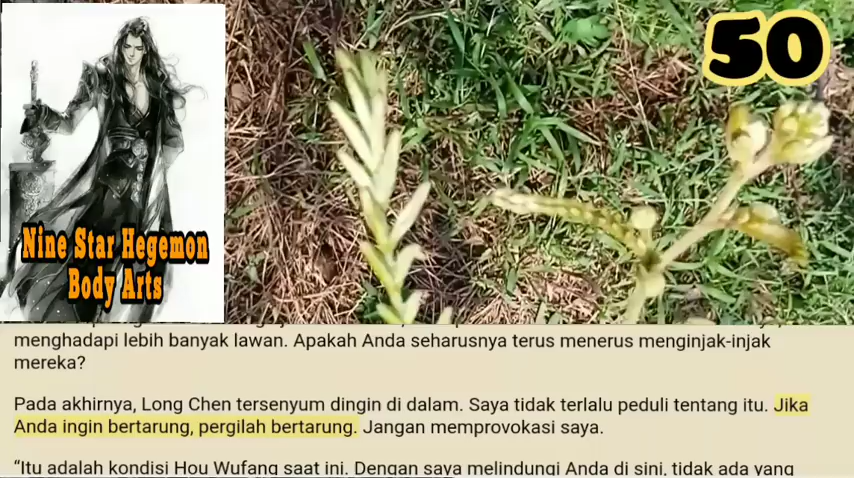 50
Nine Star Hegemon
Body Arts
menghadapi lebih banyak lawan. Apakah Anda seharusnya terus menerus menginjak-injak
mereka?
Pada akhirnya, Long Chen tersenyum dingin di dalam. Saya tidak terlalu peduli tentang itu. Jika
Anda ingin bertarung, pergilah bertarung. Jangan memprovokasi saya.
“Itu adalah kondisi Hou Wufang saat ini. Dengan saya melindungi Anda di sini, tidak ada yang